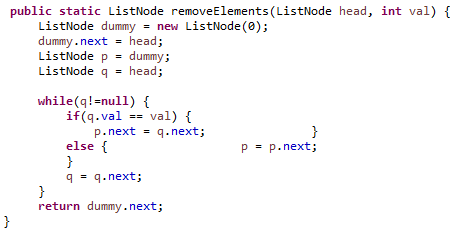 public static ListNode removeElements(ListNode head, int val) {
    ListNode dummy = new ListNode(0);
    dummy.next = head;
    ListNode p = dummy;
    ListNode q = head;

    while(q!=null) {
        if(q.val == val) {
            p.next = q.next;               }
        else {                   p = p.next;
        }
        q = q.next;
    }
    return dummy.next;
}